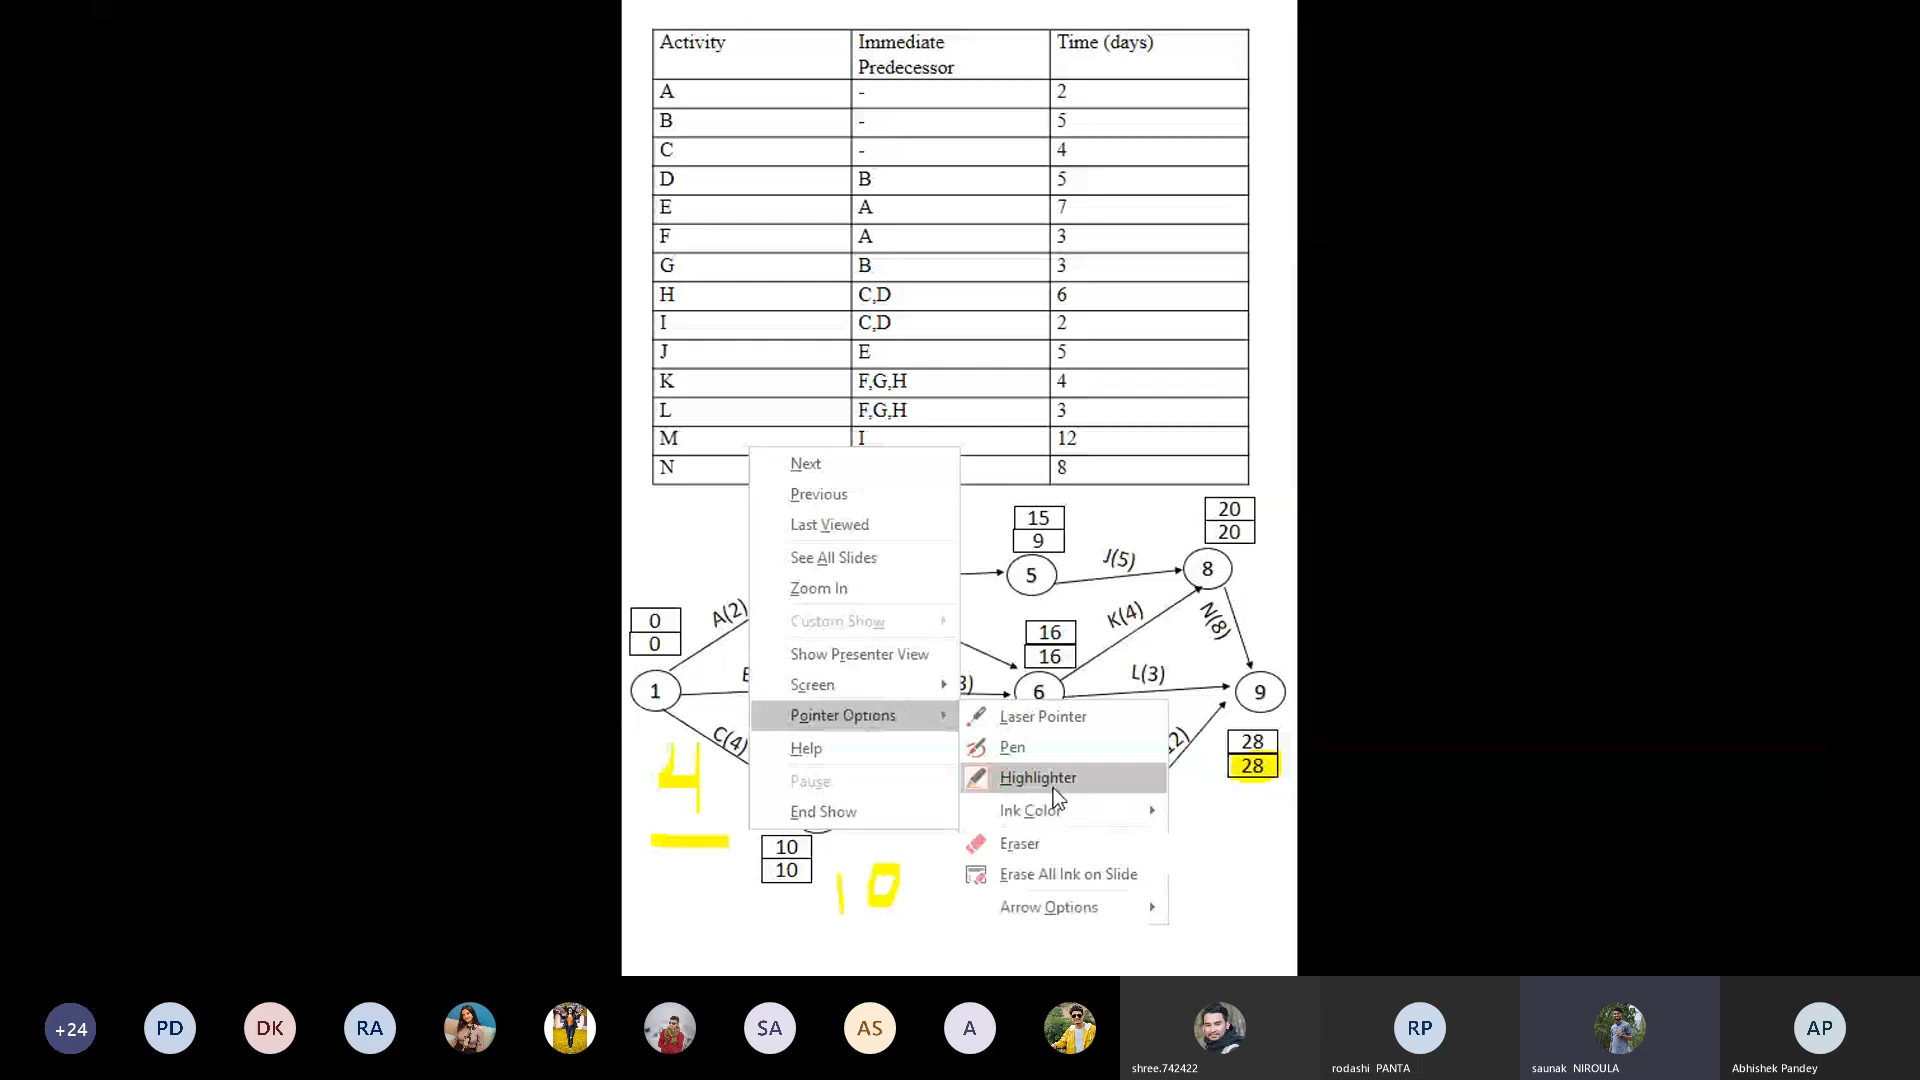 Activity Immediate Predecessor Time (days)
A - 2
B - 5
C - 4
D B 5
E A 7
F A 3
G B 3
H C,D 6
I C,D 2
J E 5
K F,G,H 4
L F,G,H 3
M I 12
N 8
Next
Previous
Last Viewed
See All Slides
Zoom In
Custom Show
Show Presenter View
Screen
Pointer Options
Help
Pause
End Show
Laser Pointer
Pen
Highlighter
Ink Color
Eraser
Erase All Ink on Slide
Arrow Options
15
9
20
20
5
J(5)
8
0
0
A(2)
K(4)
N(8)
16
16
1
3)
6
L(3)
9
C(4)
28
28
4
10
10
10
+24
PD
DK
RA
SA
AS
A
RP
AP
shree.742422
rodashi PANTA
saunak NIROULA
Abhishek Pandey